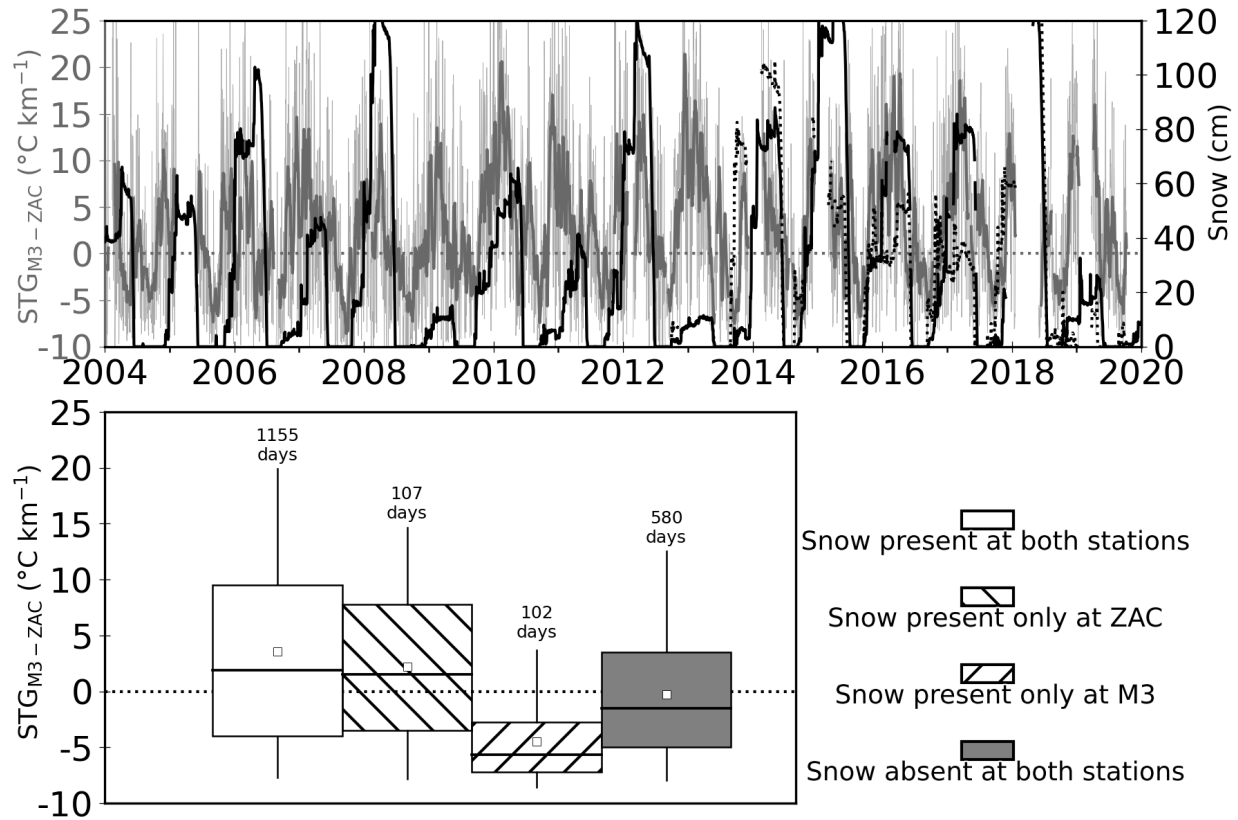 25
20
15
10
5
0
-5
-10
STG_M3−ZAC (°C km⁻¹)
120
100
80
60
40
20
0
Snow (cm)
2004 2006 2008 2010 2012 2014 2016 2018 2020
25
20
15
10
5
0
-5
-10
STG_M3−ZAC (°C km⁻¹)
1155
days
107
days
102
days
580
days
Snow present at both stations
Snow present only at ZAC
Snow present only at M3
Snow absent at both stations